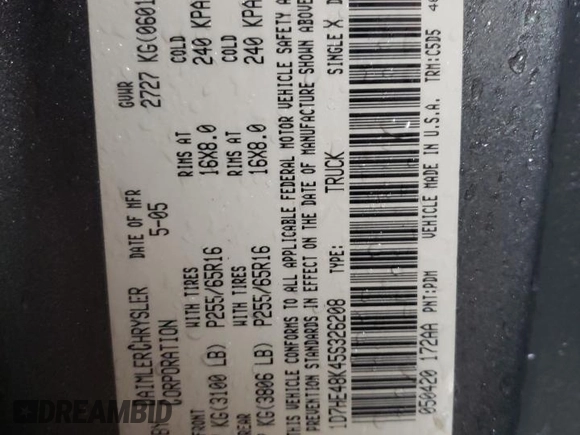 BY DAIMLERCHRYSLER CORPORATION
DATE OF MFR 5-05
GVWR 2727 KG(0601
FRONT WITH TIRES RIMS AT COLD
KG(3100 LB) P255/65R16 16X8.0 240 KPA
REAR WITH TIRES RIMS AT COLD
KG(3906 LB) P255/65R16 16X8.0 240 KPA
THIS VEHICLE CONFORMS TO ALL APPLICABLE FEDERAL MOTOR VEHICLE SAFETY A
PREVENTION STANDARDS IN EFFECT ON THE DATE OF MANUFACTURE SHOWN ABOVE
1D7HE48K45S326208 TYPE: TRUCK SINGLE X D
050420 172AA PNT:PDM VEHICLE MADE IN U.S.A. TRM:C5D5
DREAMBID